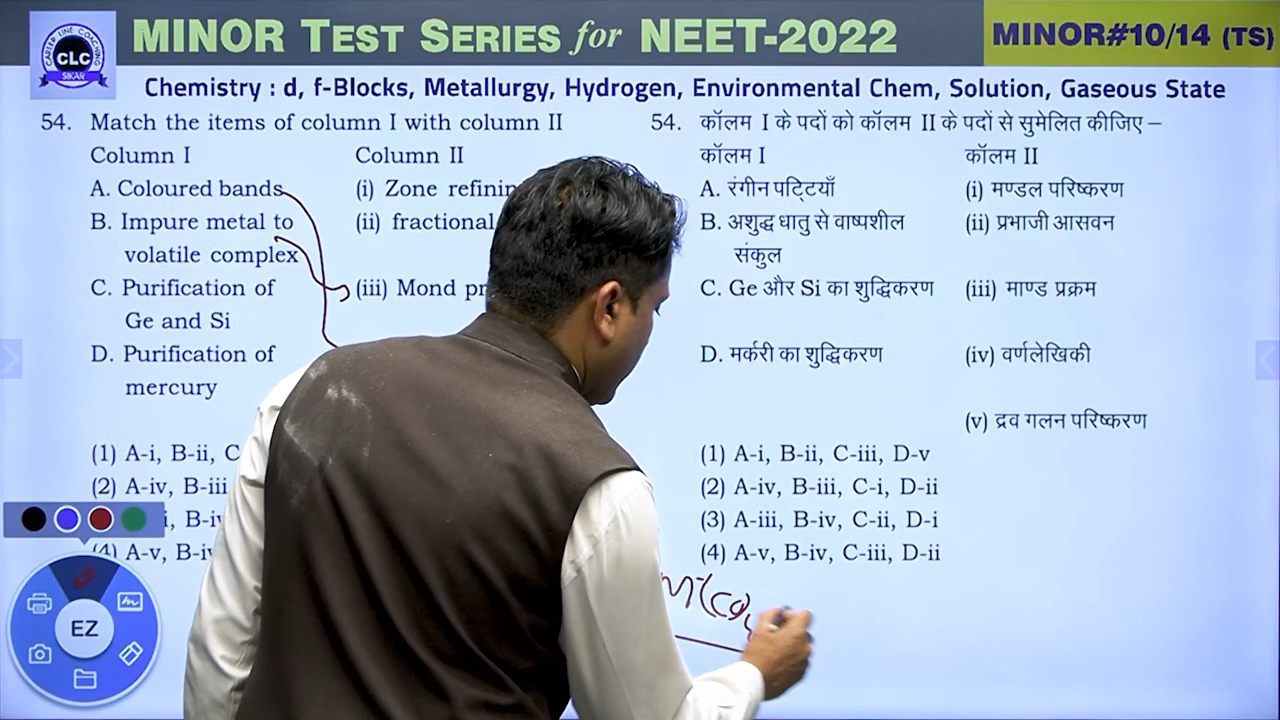 MINOR TEST SERIES for NEET-2022
MINOR#10/14 (TS)
CAREER LINE COACHING
CLC
SIKAR
Chemistry : d, f-Blocks, Metallurgy, Hydrogen, Environmental Chem, Solution, Gaseous State
54. Match the items of column I with column II
Column I Column II
A. Coloured bands (i) Zone
B. Impure metal to (ii) fractional
volatile complex
C. Purification of (iii) Mond
Ge and Si
D. Purification of
mercury
(1) A-i, B-ii, C
(2) A-iv, B-iii
(4) A-v,
54. कॉलम I के पदों को कॉलम II के पदों से सुमेलित कीजिए –
कॉलम I कॉलम II
A. रंगीन पट्टियाँ (i) मण्डल परिष्करण
B. अशुद्ध धातु से वाष्पशील (ii) प्रभाजी आसवन
संकुल
C. Ge और Si का शुद्धिकरण (iii) माण्ड प्रक्रम
D. मर्करी का शुद्धिकरण (iv) वर्णलेखिकी
(v) द्रव गलन परिष्करण
(1) A-i, B-ii, C-iii, D-v
(2) A-iv, B-iii, C-i, D-ii
(3) A-iii, B-iv, C-ii, D-i
(4) A-v, B-iv, C-iii, D-ii
EZ